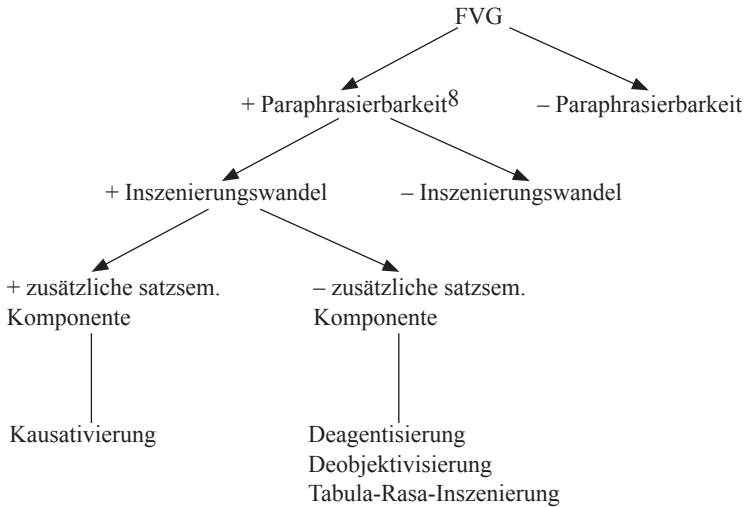 FVG
+ Paraphrasierbarkeit8
– Paraphrasierbarkeit
+ Inszenierungswandel
– Inszenierungswandel
+ zusätzliche satzsem.
Komponente
– zusätzliche satzsem.
Komponente
Kausativierung
Deagentisierung
Deobjektivisierung
Tabula-Rasa-Inszenierung